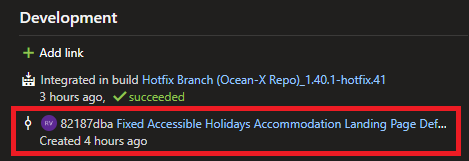 Development
+ Add link
Integrated in build Hotfix Branch (Ocean-X Repo)_1.40.1-hotfix.41
3 hours ago, succeeded
RV 82187dba Fixed Accessible Holidays Accommodation Landing Page Def...
Created 4 hours ago